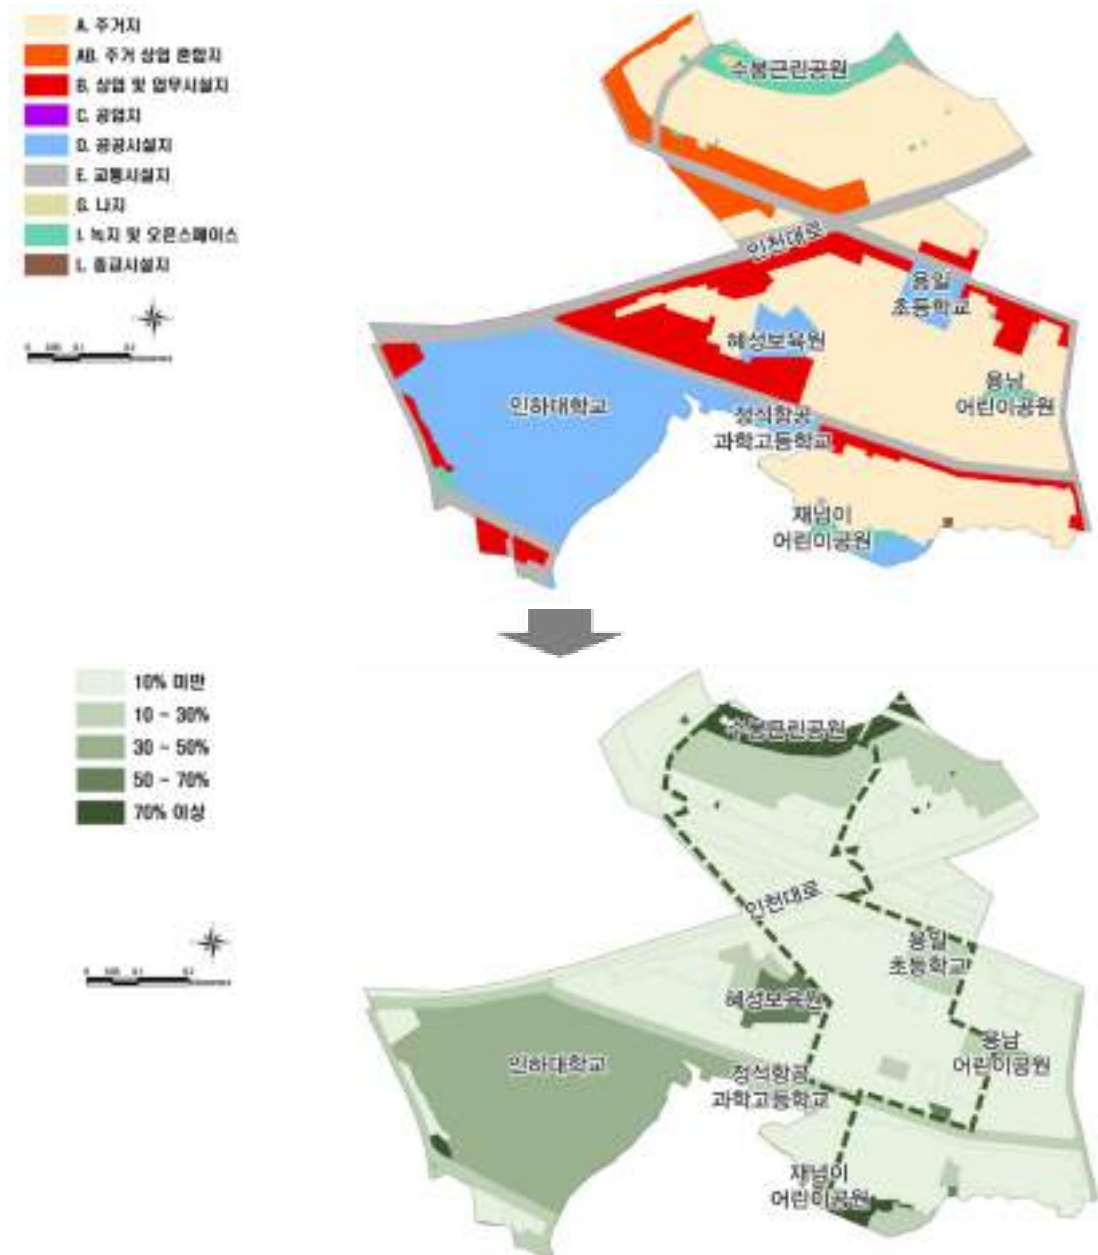 A. 주거지
AB. 주거 상업 혼합지
B. 상업 및 업무시설지
C. 공업지
D. 공공시설지
E. 교통시설지
G. 나지
I. 녹지 및 오픈스페이스
L. 종교시설지
수봉근린공원
인천대로
용일
초등학교
혜성보육원
용남
어린이공원
인하대학교
정석항공
과학고등학교
재넘이
어린이공원
10% 미만
10 ~ 30%
30 ~ 50%
50 ~ 70%
70% 이상
수봉근린공원
인천대로
용일
초등학교
혜성보육원
용남
어린이공원
인하대학교
정석항공
과학고등학교
재넘이
어린이공원